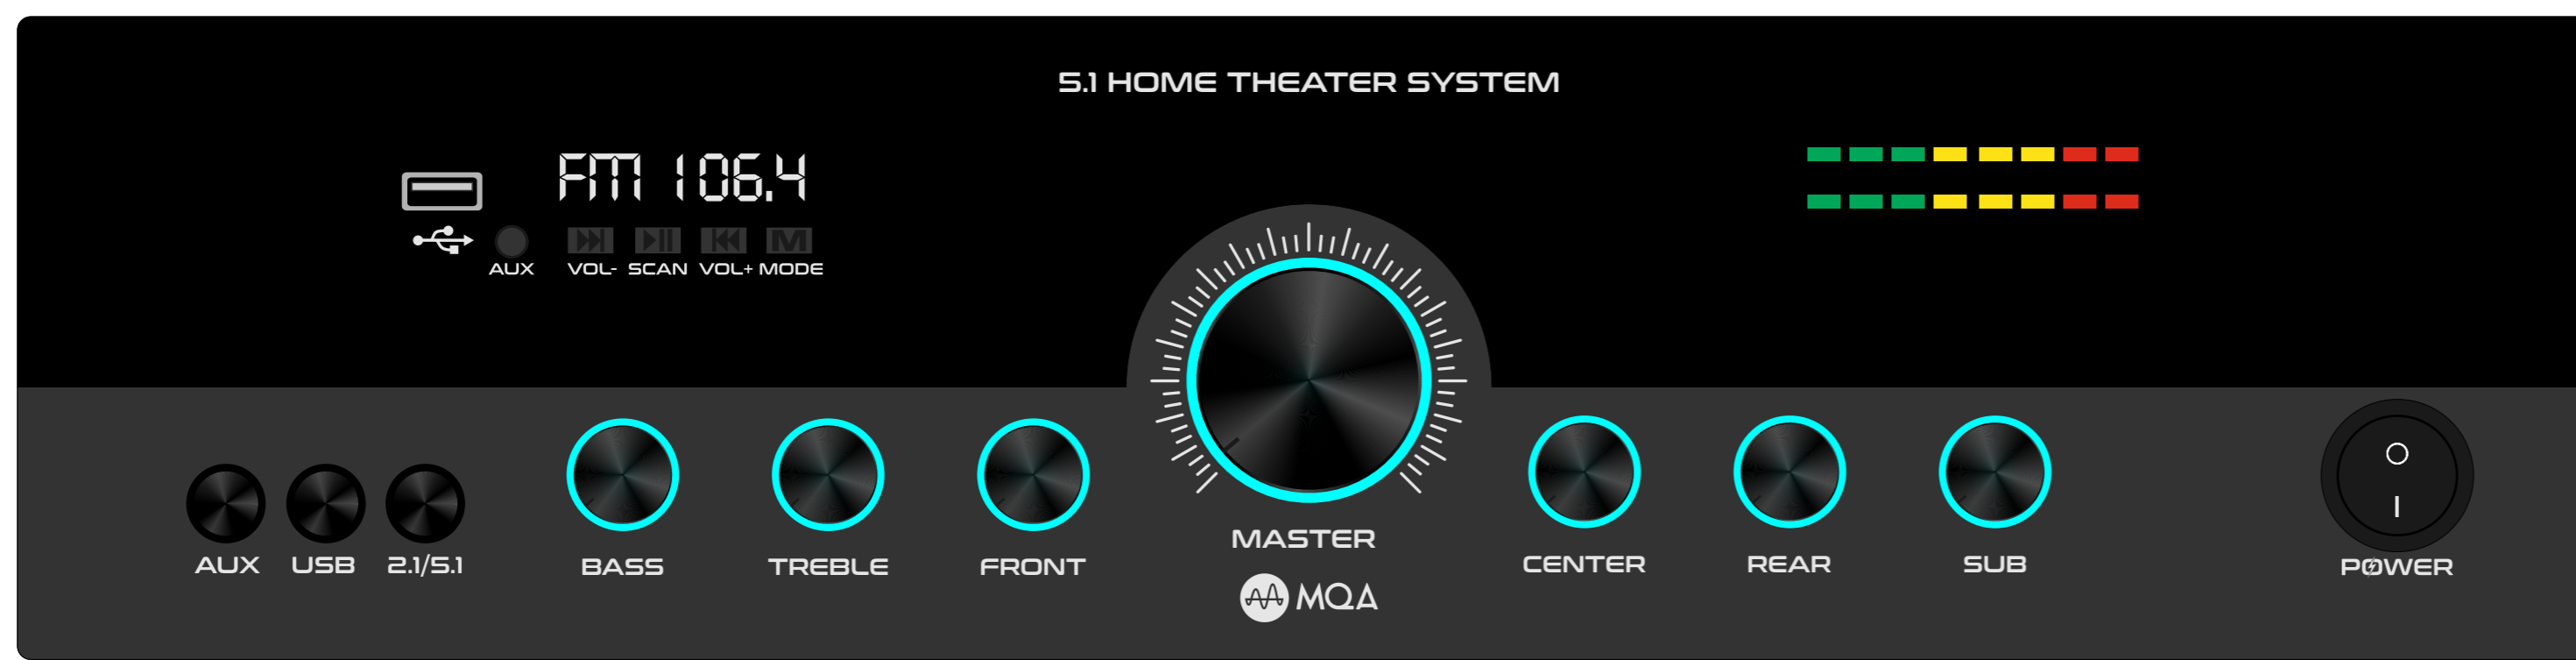 5.1 HOME THEATER SYSTEM
FM 106.4
AUX
VOL- SCAN VOL+ MODE
M
AUX USB 2.1/5.1
BASS TREBLE FRONT
MASTER
CENTER REAR SUB
POWER
MQA